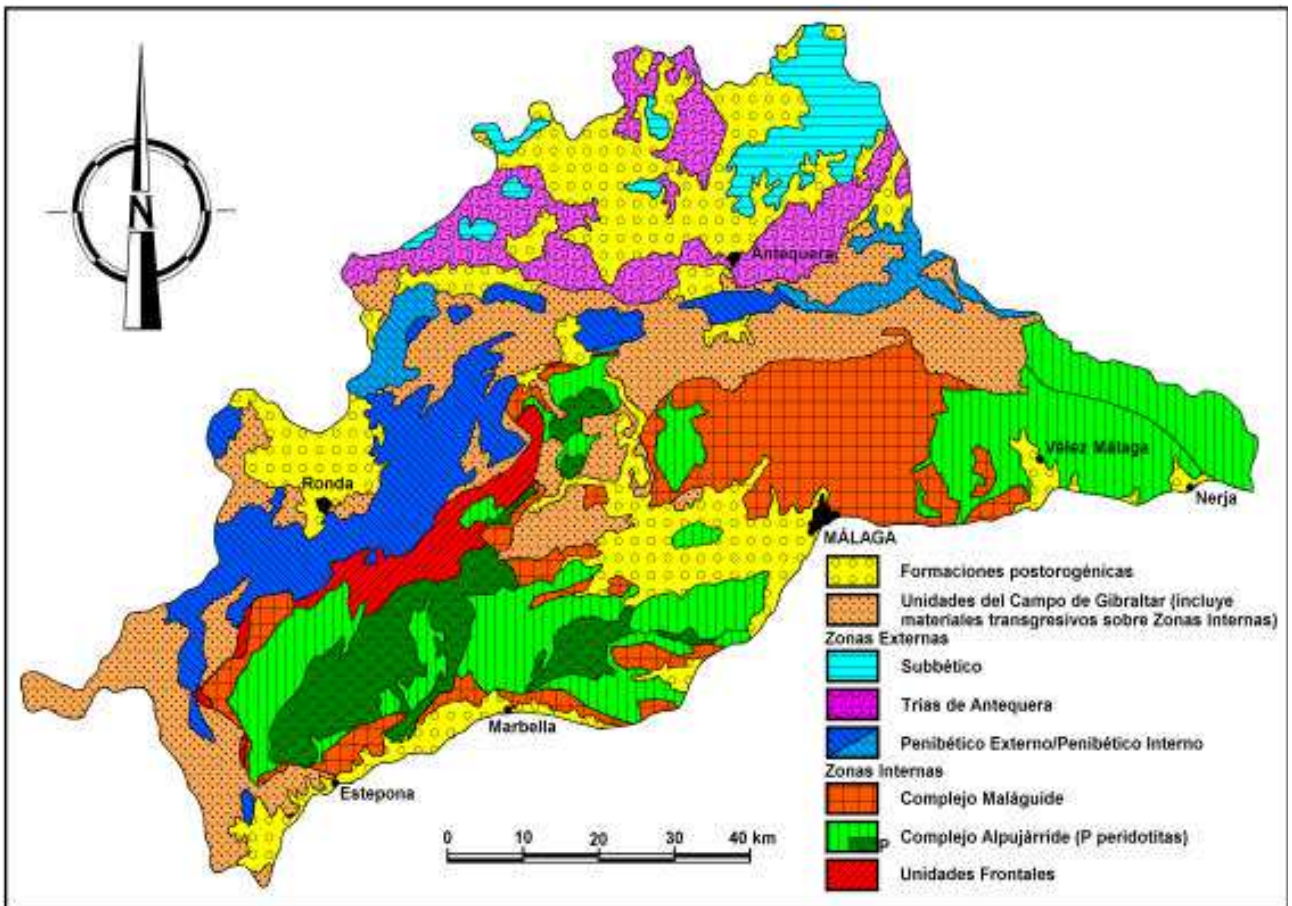 N
Antequera
Ronda
Vélez Málaga
Nerja
MÁLAGA
Marbella
Estepona
Formaciones postorogénicas
Unidades del Campo de Gibraltar (incluye
materiales transgresivos sobre Zonas Internas)
Zonas Externas
Subbético
Trías de Antequera
Penibético Externo/Penibético Interno
Zonas Internas
Complejo Maláguide
P Complejo Alpujárride (P peridotitas)
Unidades Frontales
0 10 20 30 40 km